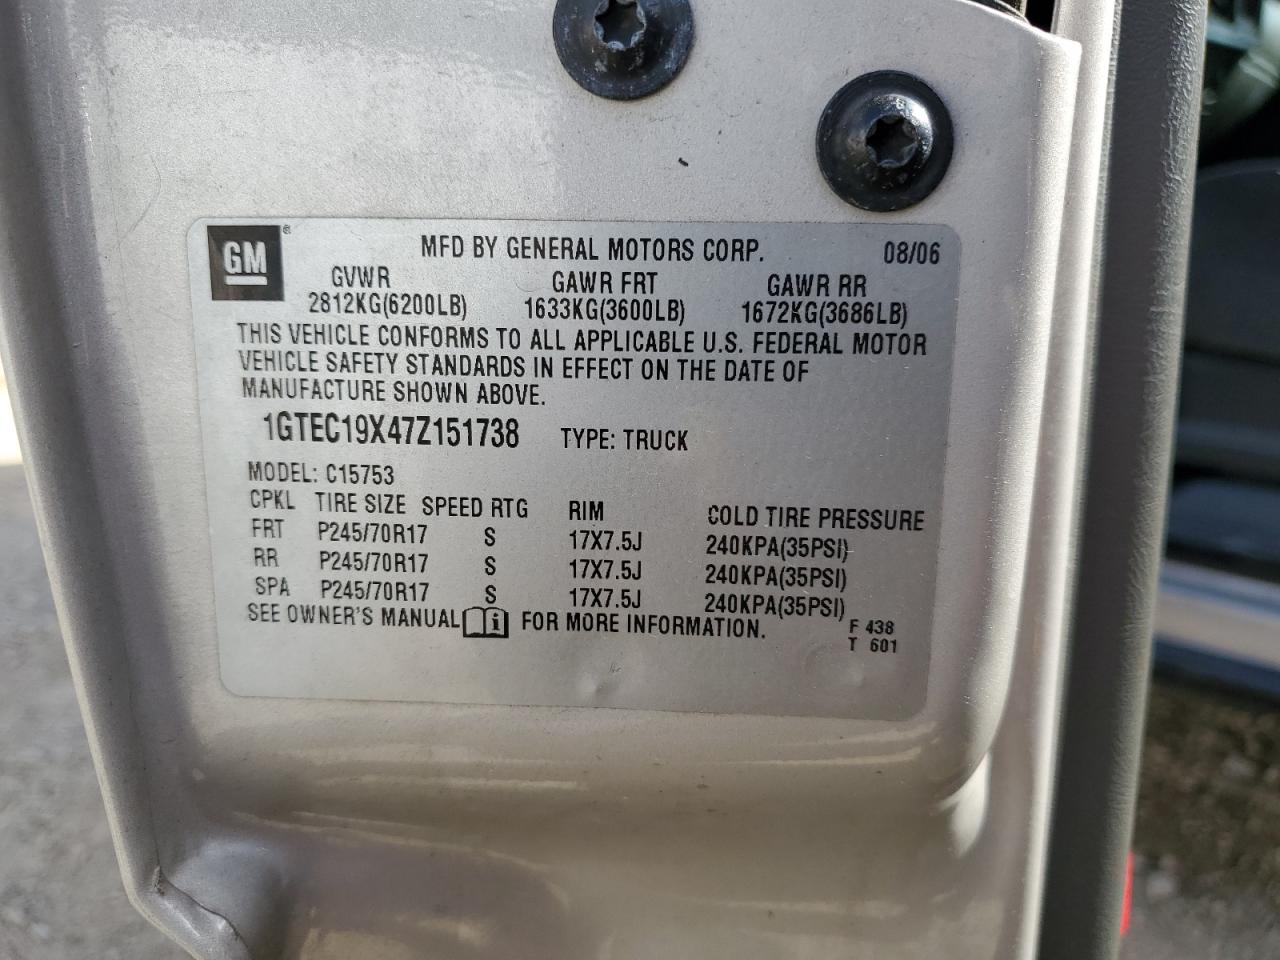 GM®
MFD BY GENERAL MOTORS CORP. 08/06
GVWR GAWR FRT GAWR RR
2812KG(6200LB) 1633KG(3600LB) 1672KG(3686LB)
THIS VEHICLE CONFORMS TO ALL APPLICABLE U.S. FEDERAL MOTOR
VEHICLE SAFETY STANDARDS IN EFFECT ON THE DATE OF
MANUFACTURE SHOWN ABOVE.
1GTEC19X47Z151738 TYPE: TRUCK
MODEL: C15753
CPKL TIRE SIZE SPEED RTG RIM COLD TIRE PRESSURE
FRT P245/70R17 S 17X7.5J 240KPA(35PSI)
RR P245/70R17 S 17X7.5J 240KPA(35PSI)
SPA P245/70R17 S 17X7.5J 240KPA(35PSI)
SEE OWNER'S MANUAL i FOR MORE INFORMATION.
F 438
T 601